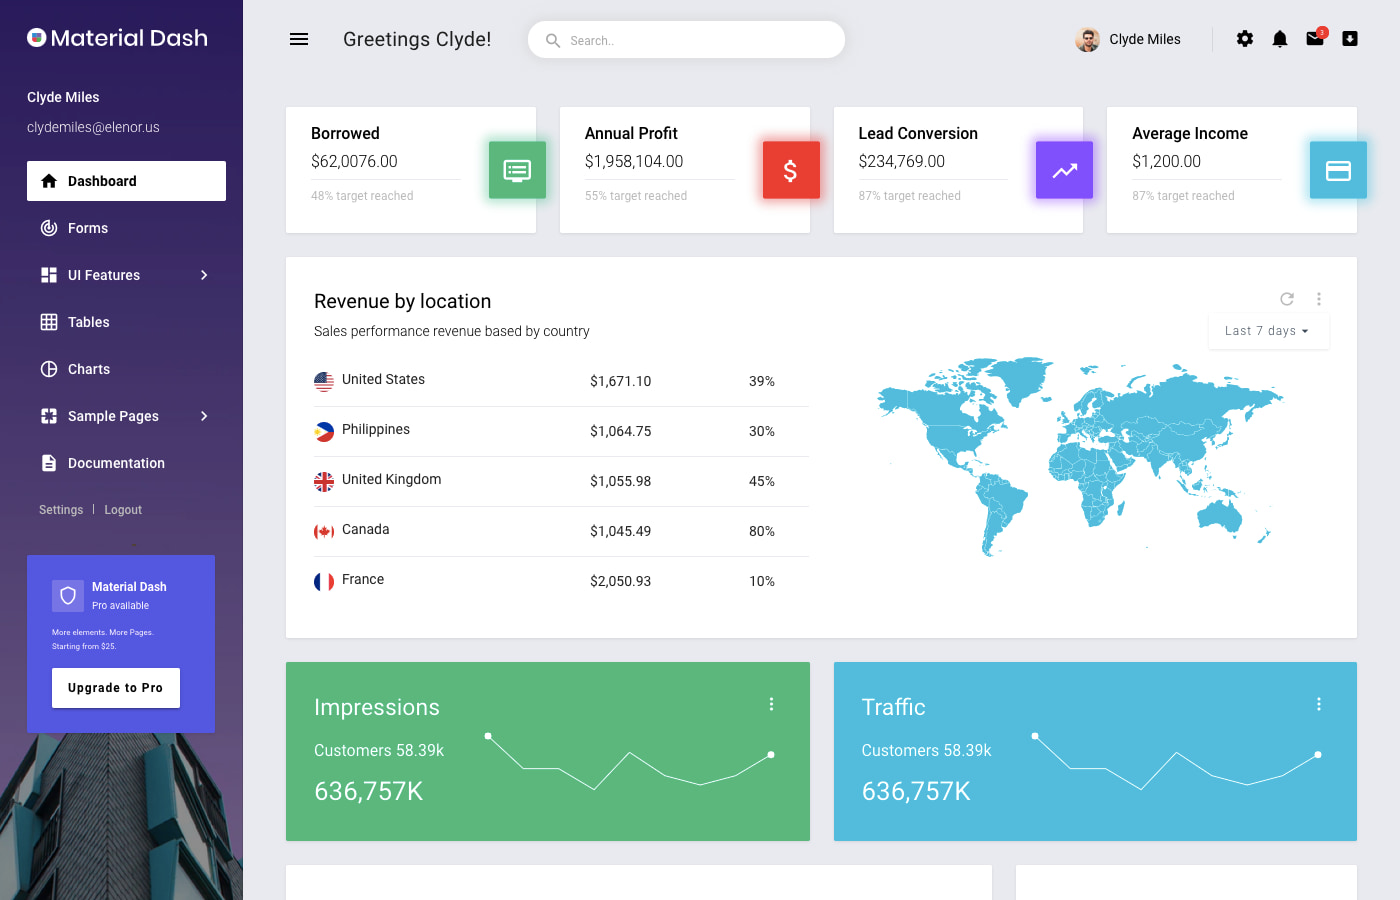 Material Dash
Clyde Miles
clydemiles@elenor.us
Dashboard
Forms
UI Features
Tables
Charts
Sample Pages
Documentation
Settings | Logout
Material Dash
Pro available
More elements. More Pages.
Starting from $25.
Upgrade to Pro
Greetings Clyde!
Search..
Clyde Miles
3
Borrowed
$62,0076.00
48% target reached
Annual Profit
$1,958,104.00
55% target reached
Lead Conversion
$234,769.00
87% target reached
Average Income
$1,200.00
87% target reached
Revenue by location
Sales performance revenue based by country
Last 7 days
United States $1,671.10 39%
Philippines $1,064.75 30%
United Kingdom $1,055.98 45%
Canada $1,045.49 80%
France $2,050.93 10%
Impressions
Customers 58.39k
636,757K
Traffic
Customers 58.39k
636,757K